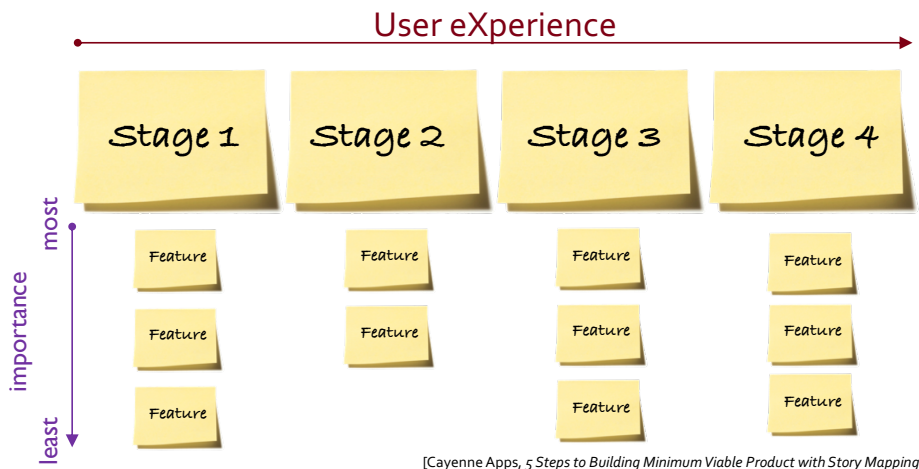 User eXperience
Stage 1
Stage 2
Stage 3
Stage 4
most
importance
least
Feature
Feature
Feature
Feature
Feature
Feature
Feature
Feature
Feature
Feature
Feature
[Cayenne Apps, 5 Steps to Building Minimum Viable Product with Story Mapping